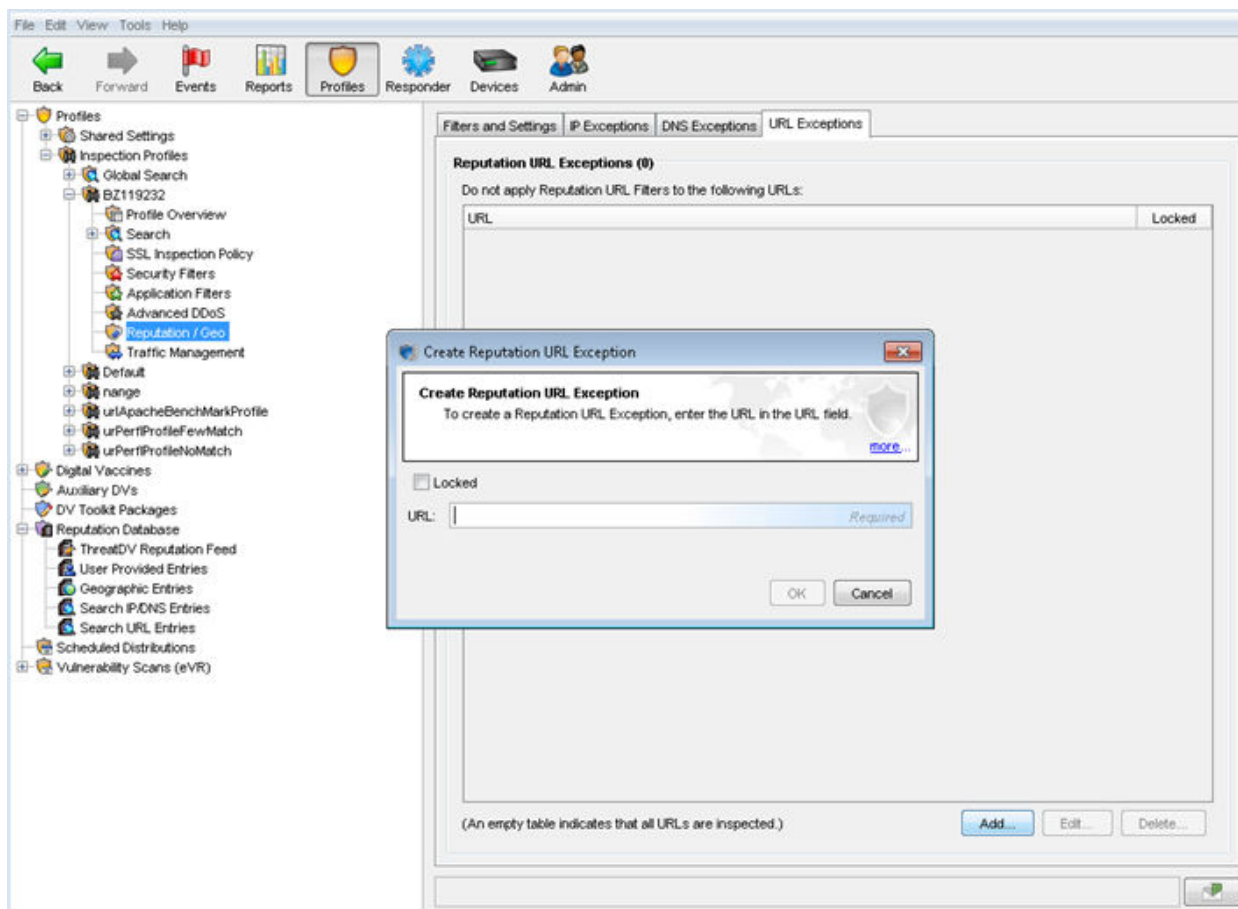 File Edit View Tools Help
Back Forward Events Reports Profiles Responder Devices Admin
Profiles
Shared Settings
Inspection Profiles
Global Search
BZ119232
Profile Overview
Search
SSL Inspection Policy
Security Filters
Application Filters
Advanced DDoS
Reputation / Geo
Traffic Management
Default
nange
urlApacheBenchMarkProfile
urPerflProfileFewMatch
urPerflProfileNoMatch
Digital Vaccines
Auxiliary DVs
DV Toolkit Packages
Reputation Database
ThreatDV Reputation Feed
User Provided Entries
Geographic Entries
Search IP/DNS Entries
Search URL Entries
Scheduled Distributions
Vulnerability Scans (eVR)
Filters and Settings IP Exceptions DNS Exceptions URL Exceptions
Reputation URL Exceptions (0)
Do not apply Reputation URL Filters to the following URLs:
URL Locked
Create Reputation URL Exception
Create Reputation URL Exception
To create a Reputation URL Exception, enter the URL in the URL field.
more...
Locked
URL: Required
OK Cancel
(An empty table indicates that all URLs are inspected.)
Add... Edit... Delete...